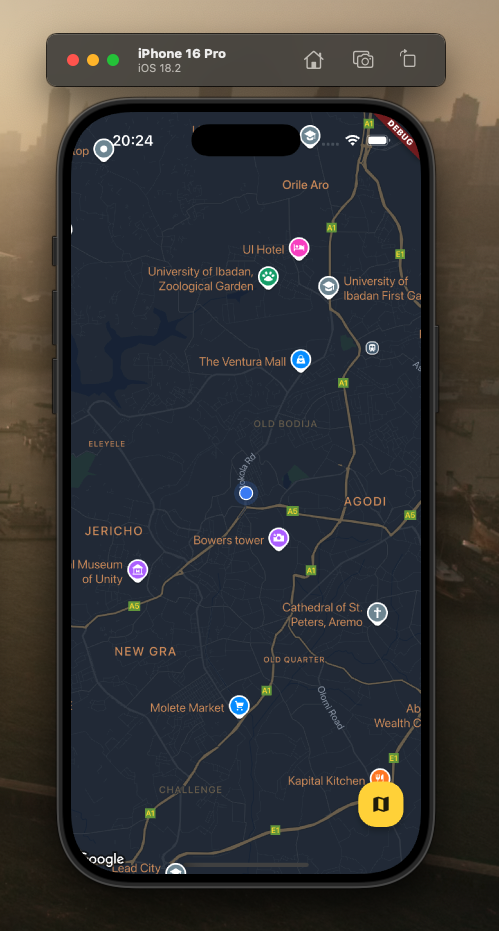 iPhone 16 Pro
iOS 18.2
20:24
DEBUG
A1
top
Orile Aro
A1
UI Hotel
E1
University of Ibadan,
Zoological Garden
University of
Ibadan First Ga
The Ventura Mall
A1
OLD BODIJA
ELEYELE
okola Rd
AGODI
A5
A5
JERICHO
Bowers tower
l Museum
of Unity
A1
A5
Cathedral of St.
Peters, Aremo
NEW GRA
OLD QUARTER
A1
Olomi Road
Molete Market
Ab
Wealth C
E1
Kapital Kitchen
CHALLENGE
A1
E1
Google
Lead City